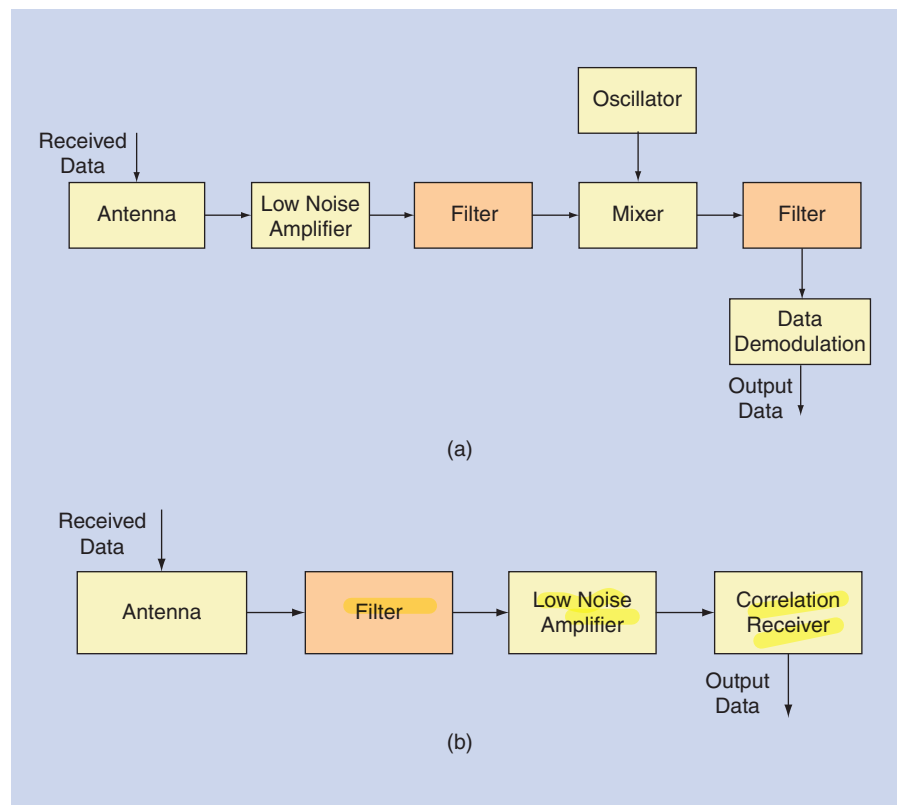 Oscillator
Received
Data
Antenna
Low Noise
Amplifier
Filter
Mixer
Filter
Data
Demodulation
Output
Data
(a)
Received
Data
Antenna
Filter
Low Noise
Amplifier
Correlation
Receiver
Output
Data
(b)